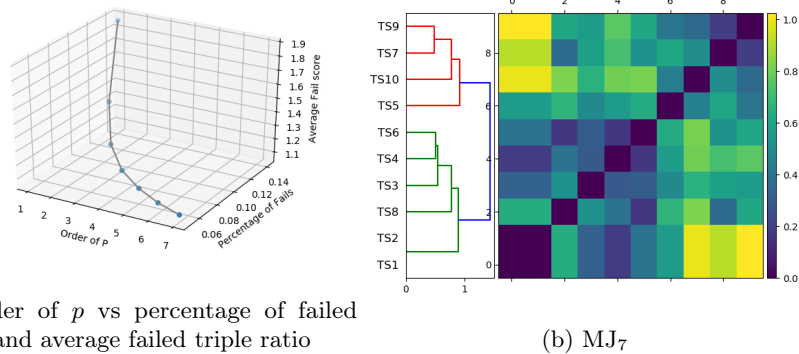 1.9
1.8
1.7
1.6
1.5
1.4
1.3
1.2
1.1
Average Fail score
0.14
0.12
0.10
0.08
0.06
Percentage of Fails
1 2 3 4 5 6 7
Order of P
der of p vs percentage of failed
and average failed triple ratio
TS9
TS7
TS10
TS5
TS6
TS4
TS3
TS8
TS2
TS1
0 1
0 2 4 6 8
8
6
4
2
0
1.0
0.8
0.6
0.4
0.2
0.0
(b) MJ7